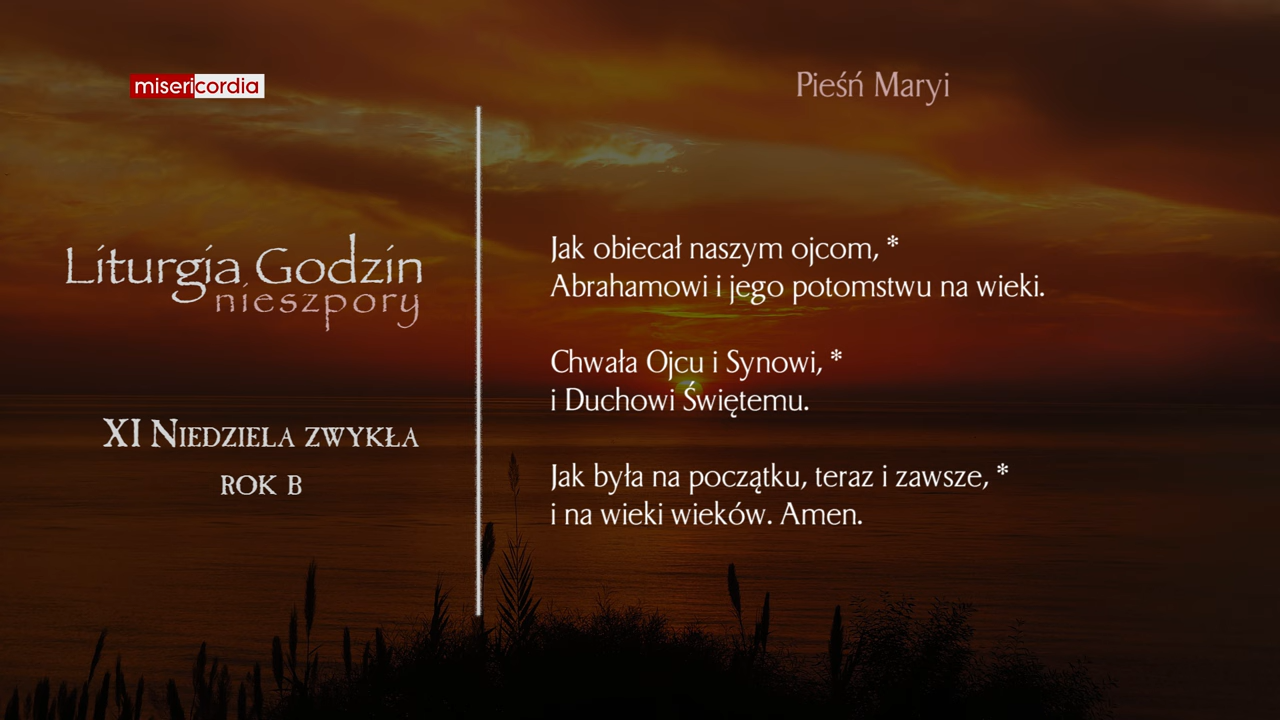 misericordia
Liturgia Godzin
nieszpory
XI Niedziela zwykła
rok B
Pieśń Maryi
Jak obiecał naszym ojcom, *
Abrahamowi i jego potomstwu na wieki.
Chwała Ojcu i Synowi, *
i Duchowi Świętemu.
Jak była na początku, teraz i zawsze, *
i na wieki wieków. Amen.